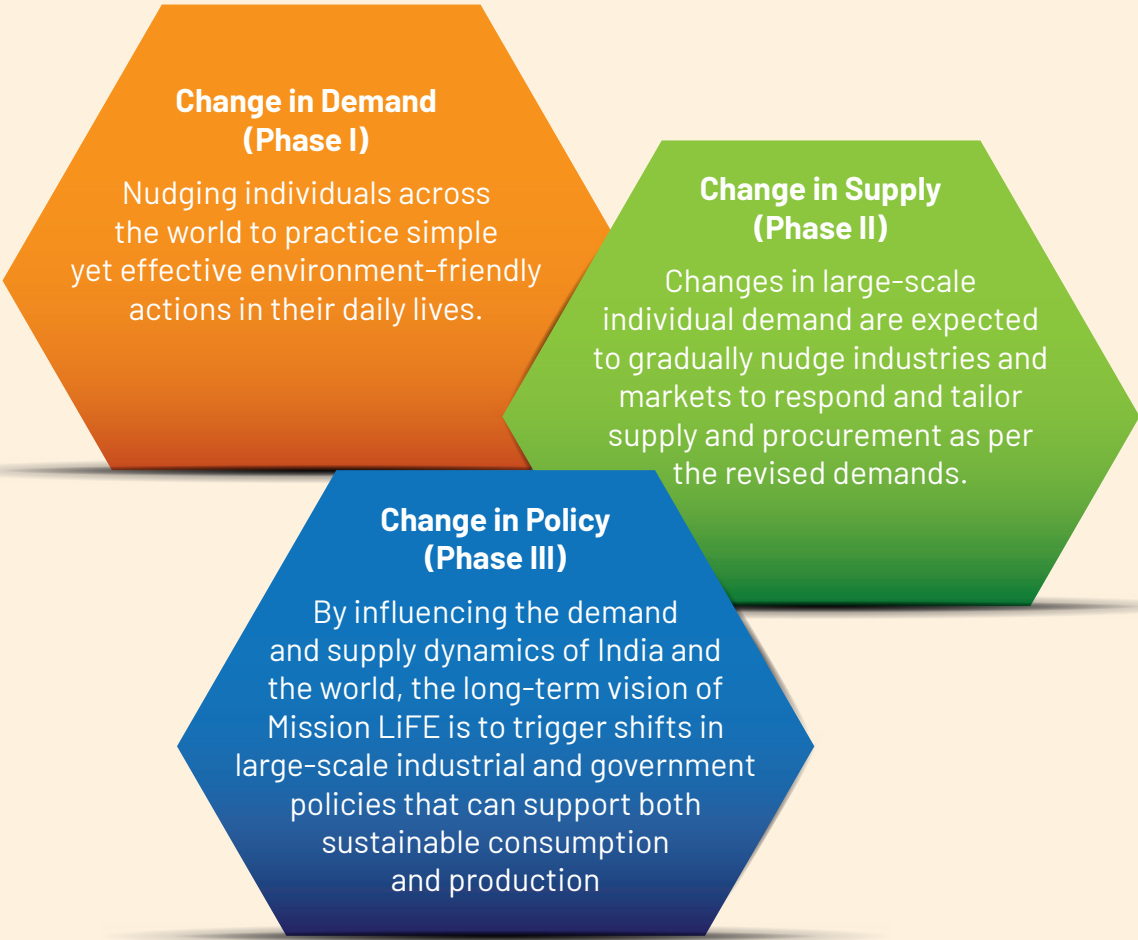 Change in Demand
(Phase I)
Nudging individuals across
the world to practice simple
yet effective environment-friendly
actions in their daily lives.
Change in Supply
(Phase II)
Changes in large-scale
individual demand are expected
to gradually nudge industries and
markets to respond and tailor
supply and procurement as per
the revised demands.
Change in Policy
(Phase III)
By influencing the demand
and supply dynamics of India and
the world, the long-term vision of
Mission LiFE is to trigger shifts in
large-scale industrial and government
policies that can support both
sustainable consumption
and production